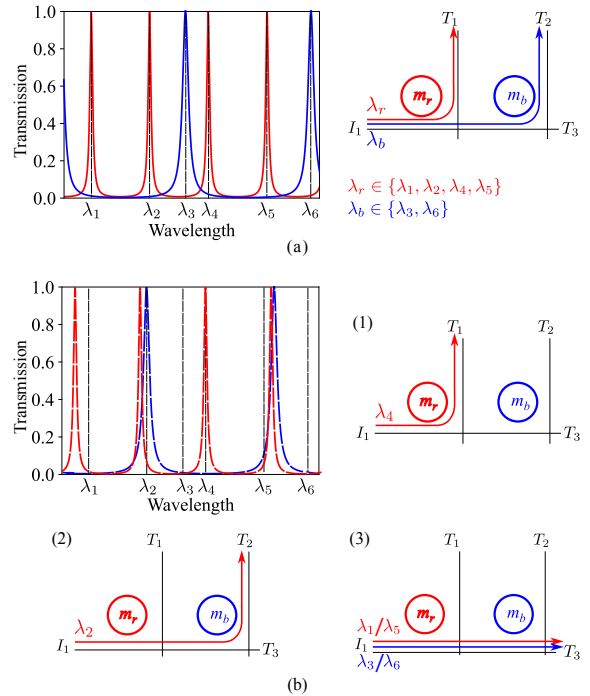 1.0
0.8
0.6
0.4
0.2
0.0
Transmission
λ1 λ2 λ3 λ4 λ5 λ6
Wavelength
T1 T2
mr mb
λr
I1 T3
λb
λr ∈ {λ1, λ2, λ4, λ5}
λb ∈ {λ3, λ6}
(a)
1.0
0.8
0.6
0.4
0.2
0.0
Transmission
λ1 λ2 λ3 λ4 λ5 λ6
Wavelength
(1)
T1 T2
mr mb
λ4
I1 T3
(2)
T1 T2
mr mb
λ2
I1 T3
(3)
T1 T2
mr mb
λ1/λ5
I1 T3
λ3/λ6
(b)